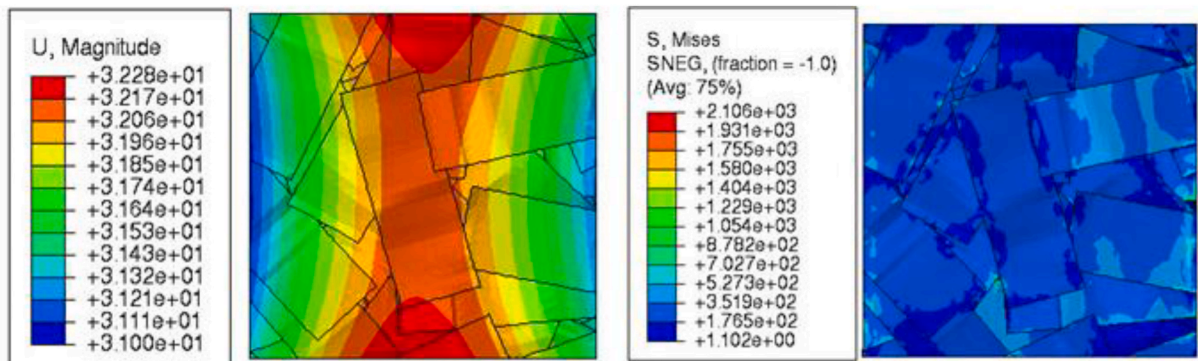 U, Magnitude
+3.228e+01
+3.217e+01
+3.206e+01
+3.196e+01
+3.185e+01
+3.174e+01
+3.164e+01
+3.153e+01
+3.143e+01
+3.132e+01
+3.121e+01
+3.111e+01
+3.100e+01
S, Mises
SNEG, (fraction = -1.0)
(Avg: 75%)
+2.106e+03
+1.931e+03
+1.755e+03
+1.580e+03
+1.404e+03
+1.229e+03
+1.054e+03
+8.782e+02
+7.027e+02
+5.273e+02
+3.519e+02
+1.765e+02
+1.102e+00